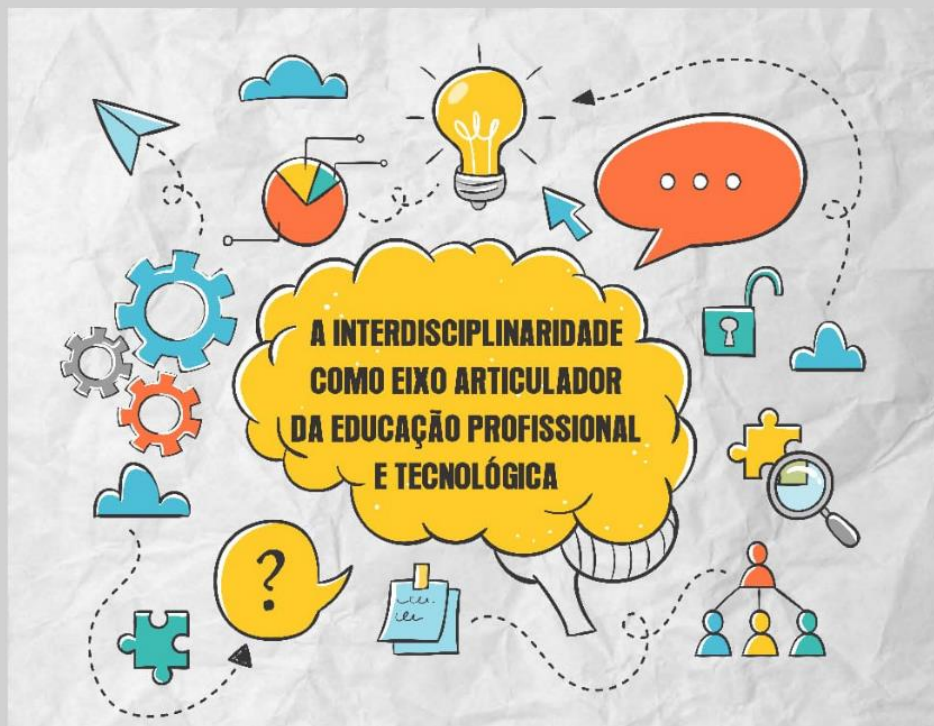 A INTERDISCIPLINARIDADE
COMO EIXO ARTICULADOR
DA EDUCAÇÃO PROFISSIONAL
E TECNOLÓGICA
?